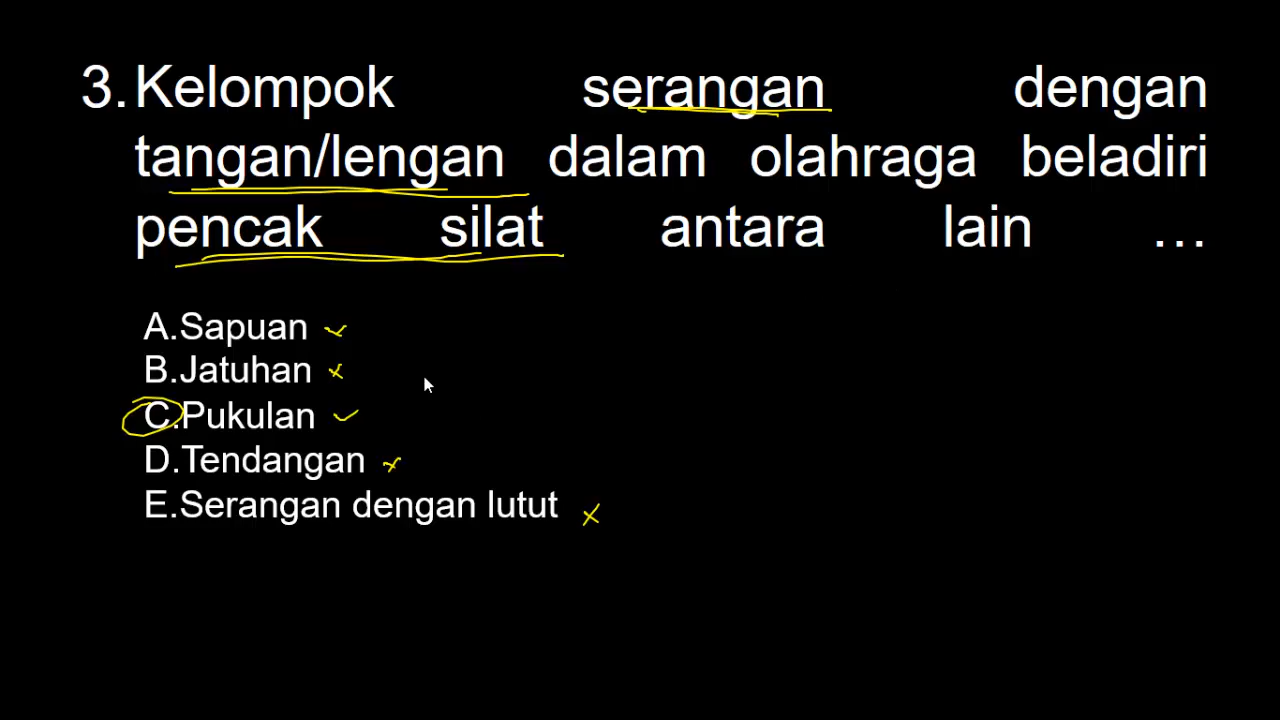 3. Kelompok serangan dengan
tangan/lengan dalam olahraga beladiri
pencak silat antara lain ...
A.Sapuan
B.Jatuhan
C.Pukulan
D.Tendangan
E.Serangan dengan lutut